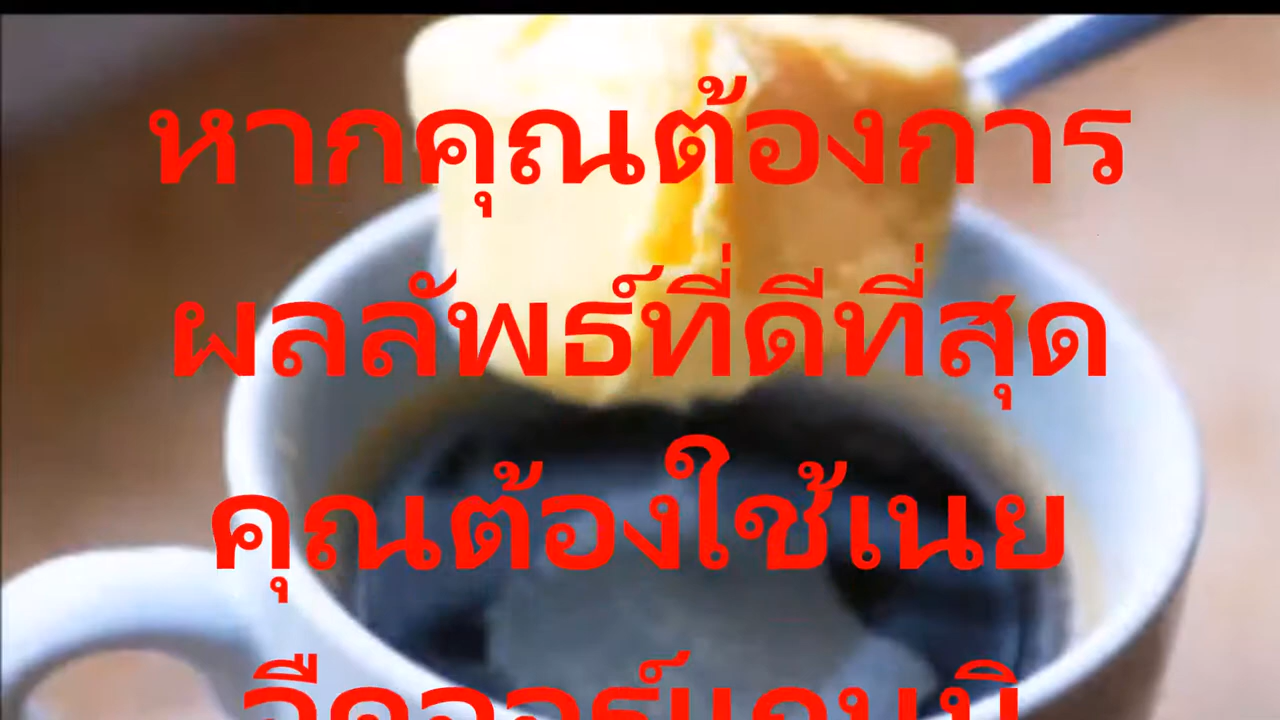 หากคุณต้องการ
ผลลัพธ์ที่ดีที่สุด
คุณต้องใช้เนย